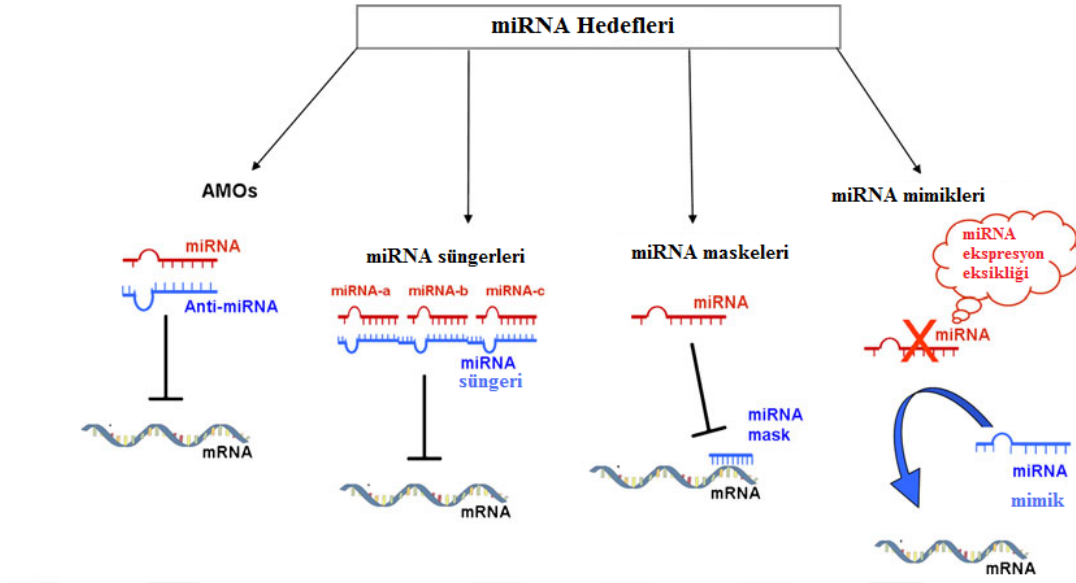 miRNA Hedefleri
AMOs
miRNA
Anti-miRNA
mRNA
miRNA süngerleri
miRNA-a miRNA-b miRNA-c
miRNA
süngeri
mRNA
miRNA maskeleri
miRNA
miRNA
mask
mRNA
miRNA mimikleri
miRNA
ekspresyon
eksikliği
miRNA
miRNA
mimik
mRNA